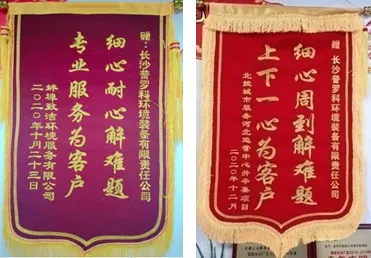 赠：长沙普罗科环境装备有限责任公司
细心耐心解难题
专业服务为客户
蚌埠致洁环境服务有限公司
二〇二〇年十月二十三日
赠：长沙普罗科环境装备有限责任公司
细心周到解难题
上下一心为客户
二〇二〇年十二月